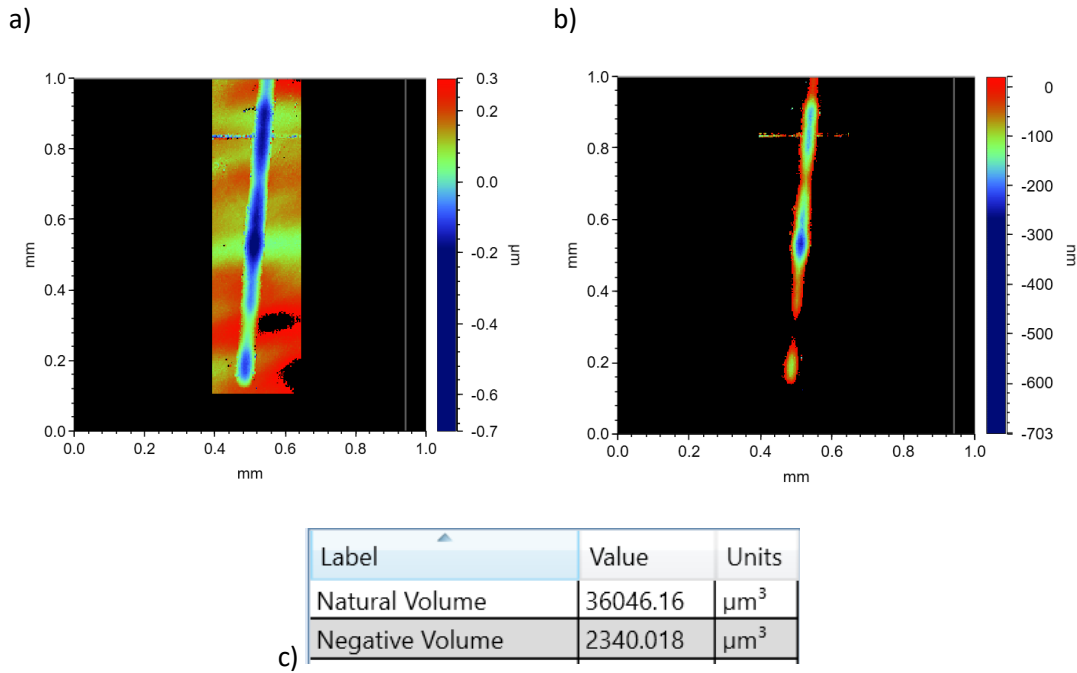 a)
b)
1.0
0.8
0.6
0.4
0.2
0.0
mm
0.0 0.2 0.4 0.6 0.8 1.0
mm
0.3
0.2
0.0
-0.2
-0.4
-0.6
-0.7
µm
1.0
0.8
0.6
0.4
0.2
0.0
mm
0.0 0.2 0.4 0.6 0.8 1.0
mm
0
-100
-200
-300
-400
-500
-600
-703
nm
c)
Label Value Units
Natural Volume 36046.16 µm³
Negative Volume 2340.018 µm³